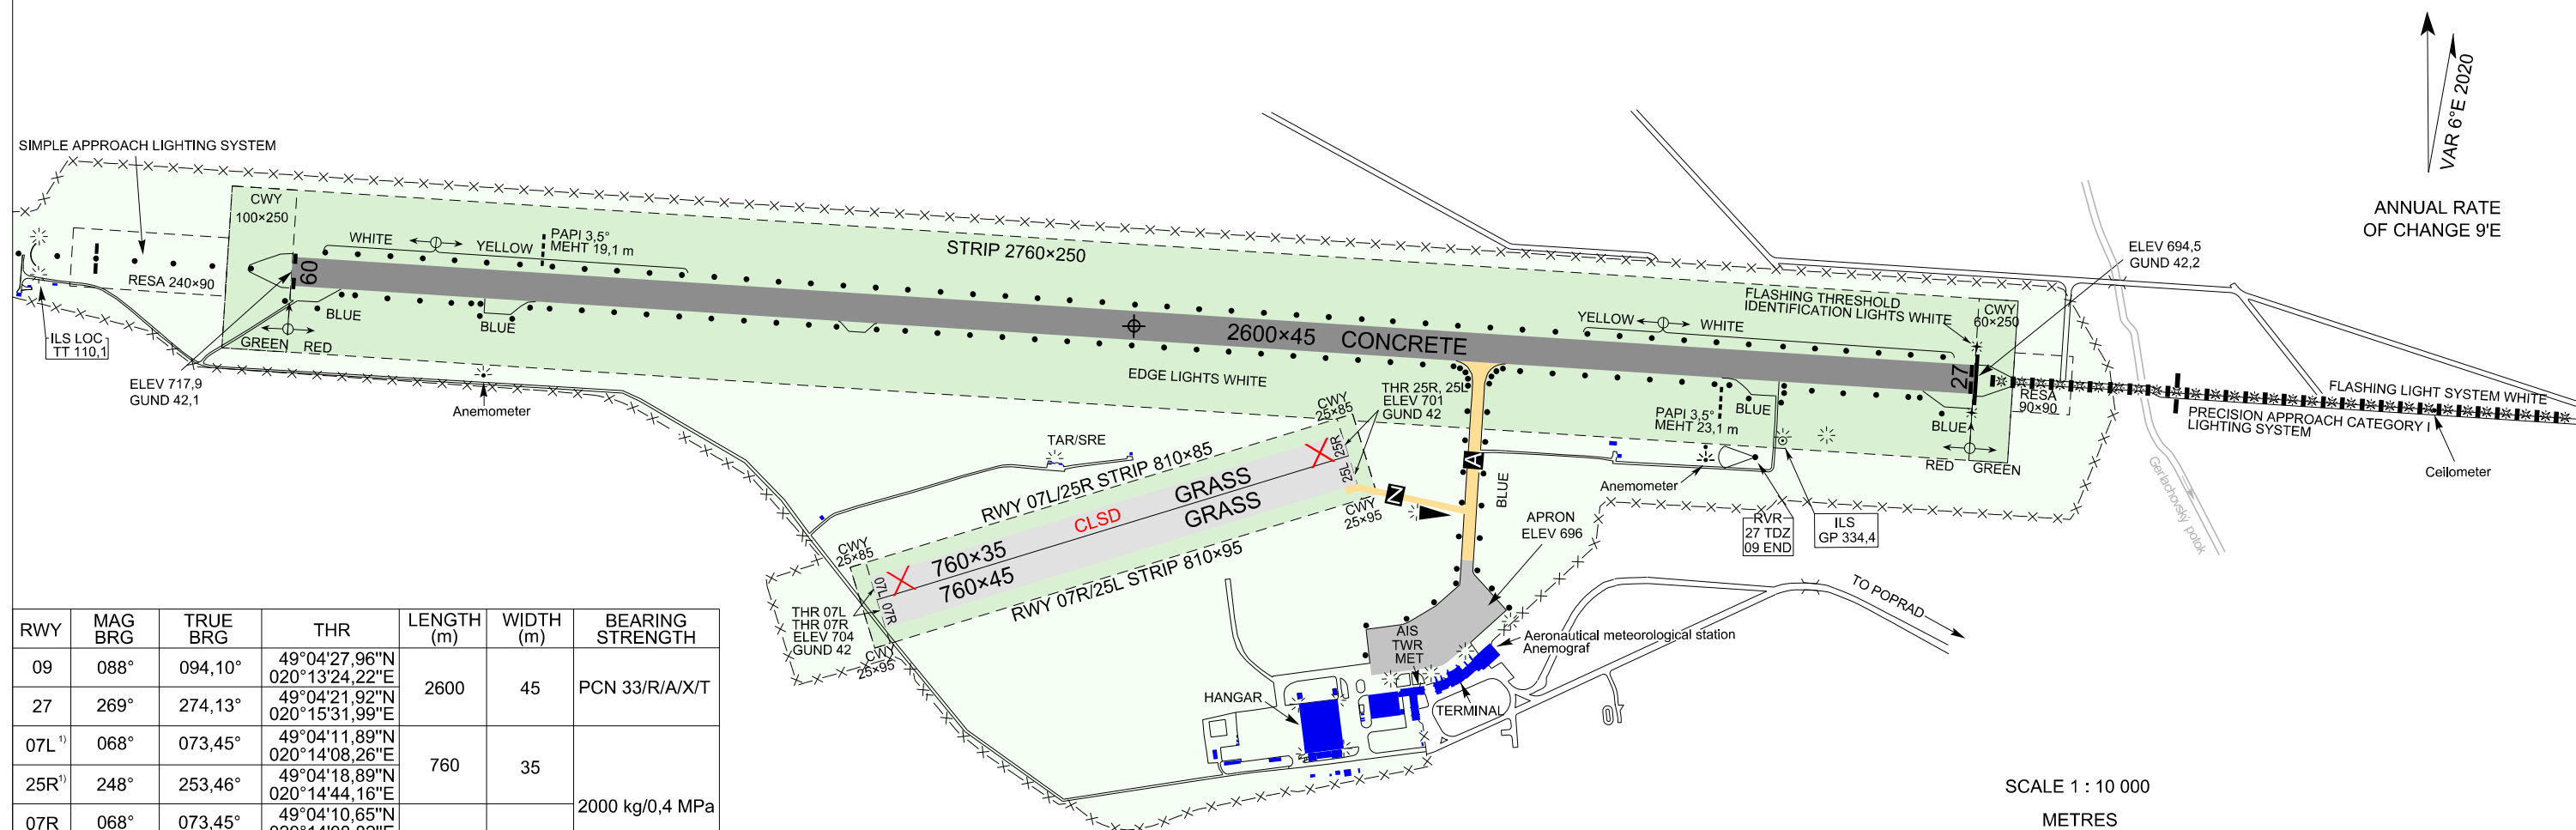 SIMPLE APPROACH LIGHTING SYSTEM
CWY
100×250
WHITE
YELLOW
PAPI 3,5°
MEHT 19,1 m
STRIP 2760×250
VAR 6°E 2020
ANNUAL RATE
OF CHANGE 9'E
ELEV 694,5
GUND 42,2
RESA 240×90
09
BLUE
BLUE
GREEN
RED
ILS LOC
TT 110,1
ELEV 717,9
GUND 42,1
Anemometer
2600×45 CONCRETE
EDGE LIGHTS WHITE
FLASHING THRESHOLD
IDENTIFICATION LIGHTS WHITE
YELLOW
WHITE
CWY
60×250
27
RESA
90×90
FLASHING LIGHT SYSTEM WHITE
PRECISION APPROACH CATEGORY I
LIGHTING SYSTEM
Ceilometer
Gerlachovský potok
THR 25R, 25L
ELEV 701
GUND 42
CWY
25×85
PAPI 3,5°
MEHT 23,1 m
BLUE
BLUE
RED
GREEN
TAR/SRE
RWY 07L/25R STRIP 810×85
25R
25L
GRASS
GRASS
CLSD
760×35
760×45
RWY 07R/25L STRIP 810×95
CWY
25×85
07L
07R
CWY
25×95
CWY
25×95
A
N
BLUE
Anemometer
RVR
27 TDZ
09 END
ILS
GP 334,4
APRON
ELEV 696
THR 07L
THR 07R
ELEV 704
GUND 42
TO POPRAD
AIS
TWR
MET
Aeronautical meteorological station
Anemograf
HANGAR
TERMINAL
RWY MAG BRG TRUE BRG THR LENGTH (m) WIDTH (m) BEARING STRENGTH
09 088° 094,10° 49°04'27,96"N 020°13'24,22"E 2600 45 PCN 33/R/A/X/T
27 269° 274,13° 49°04'21,92"N 020°15'31,99"E
07L 1) 068° 073,45° 49°04'11,89"N 020°14'08,26"E 760 35 2000 kg/0,4 MPa
25R 1) 248° 253,46° 49°04'18,89"N 020°14'44,16"E
07R 068° 073,45° 49°04'10,65"N
SCALE 1 : 10 000
METRES